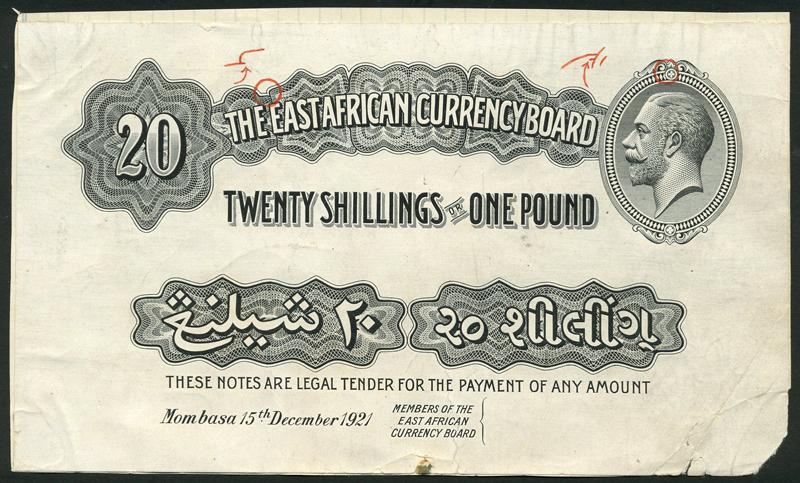 20
THE EAST AFRICAN CURRENCY BOARD
TWENTY SHILLINGS OR ONE POUND
٢٠ شيلنڠ
૨૦ શીલીંગ
THESE NOTES ARE LEGAL TENDER FOR THE PAYMENT OF ANY AMOUNT
Mombasa 15th December 1921
MEMBERS OF THE
EAST AFRICAN
CURRENCY BOARD